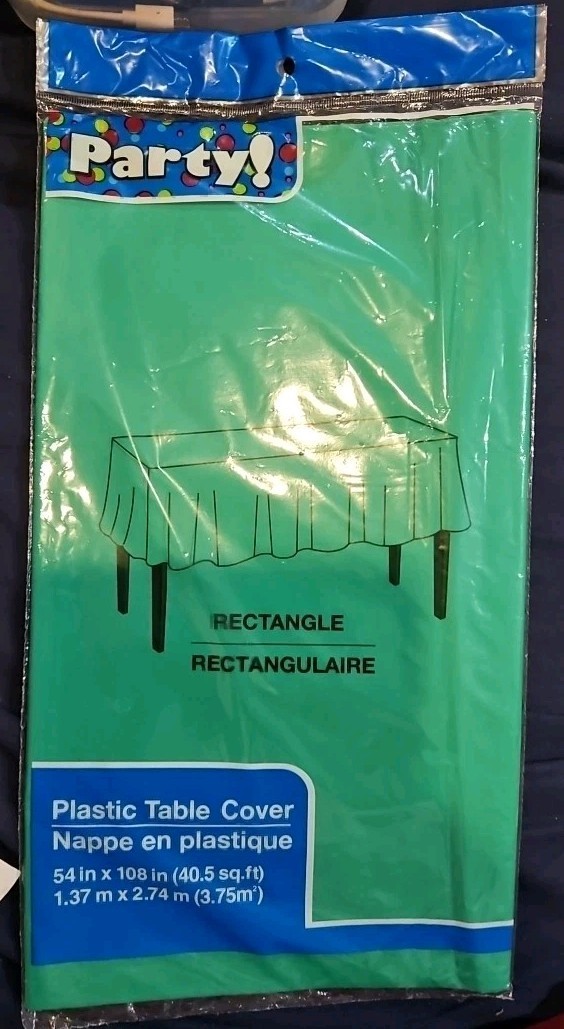 Party!
RECTANGLE
RECTANGULAIRE
Plastic Table Cover
Nappe en plastique
54 in x 108 in (40.5 sq.ft)
1.37 m x 2.74 m (3.75m²)